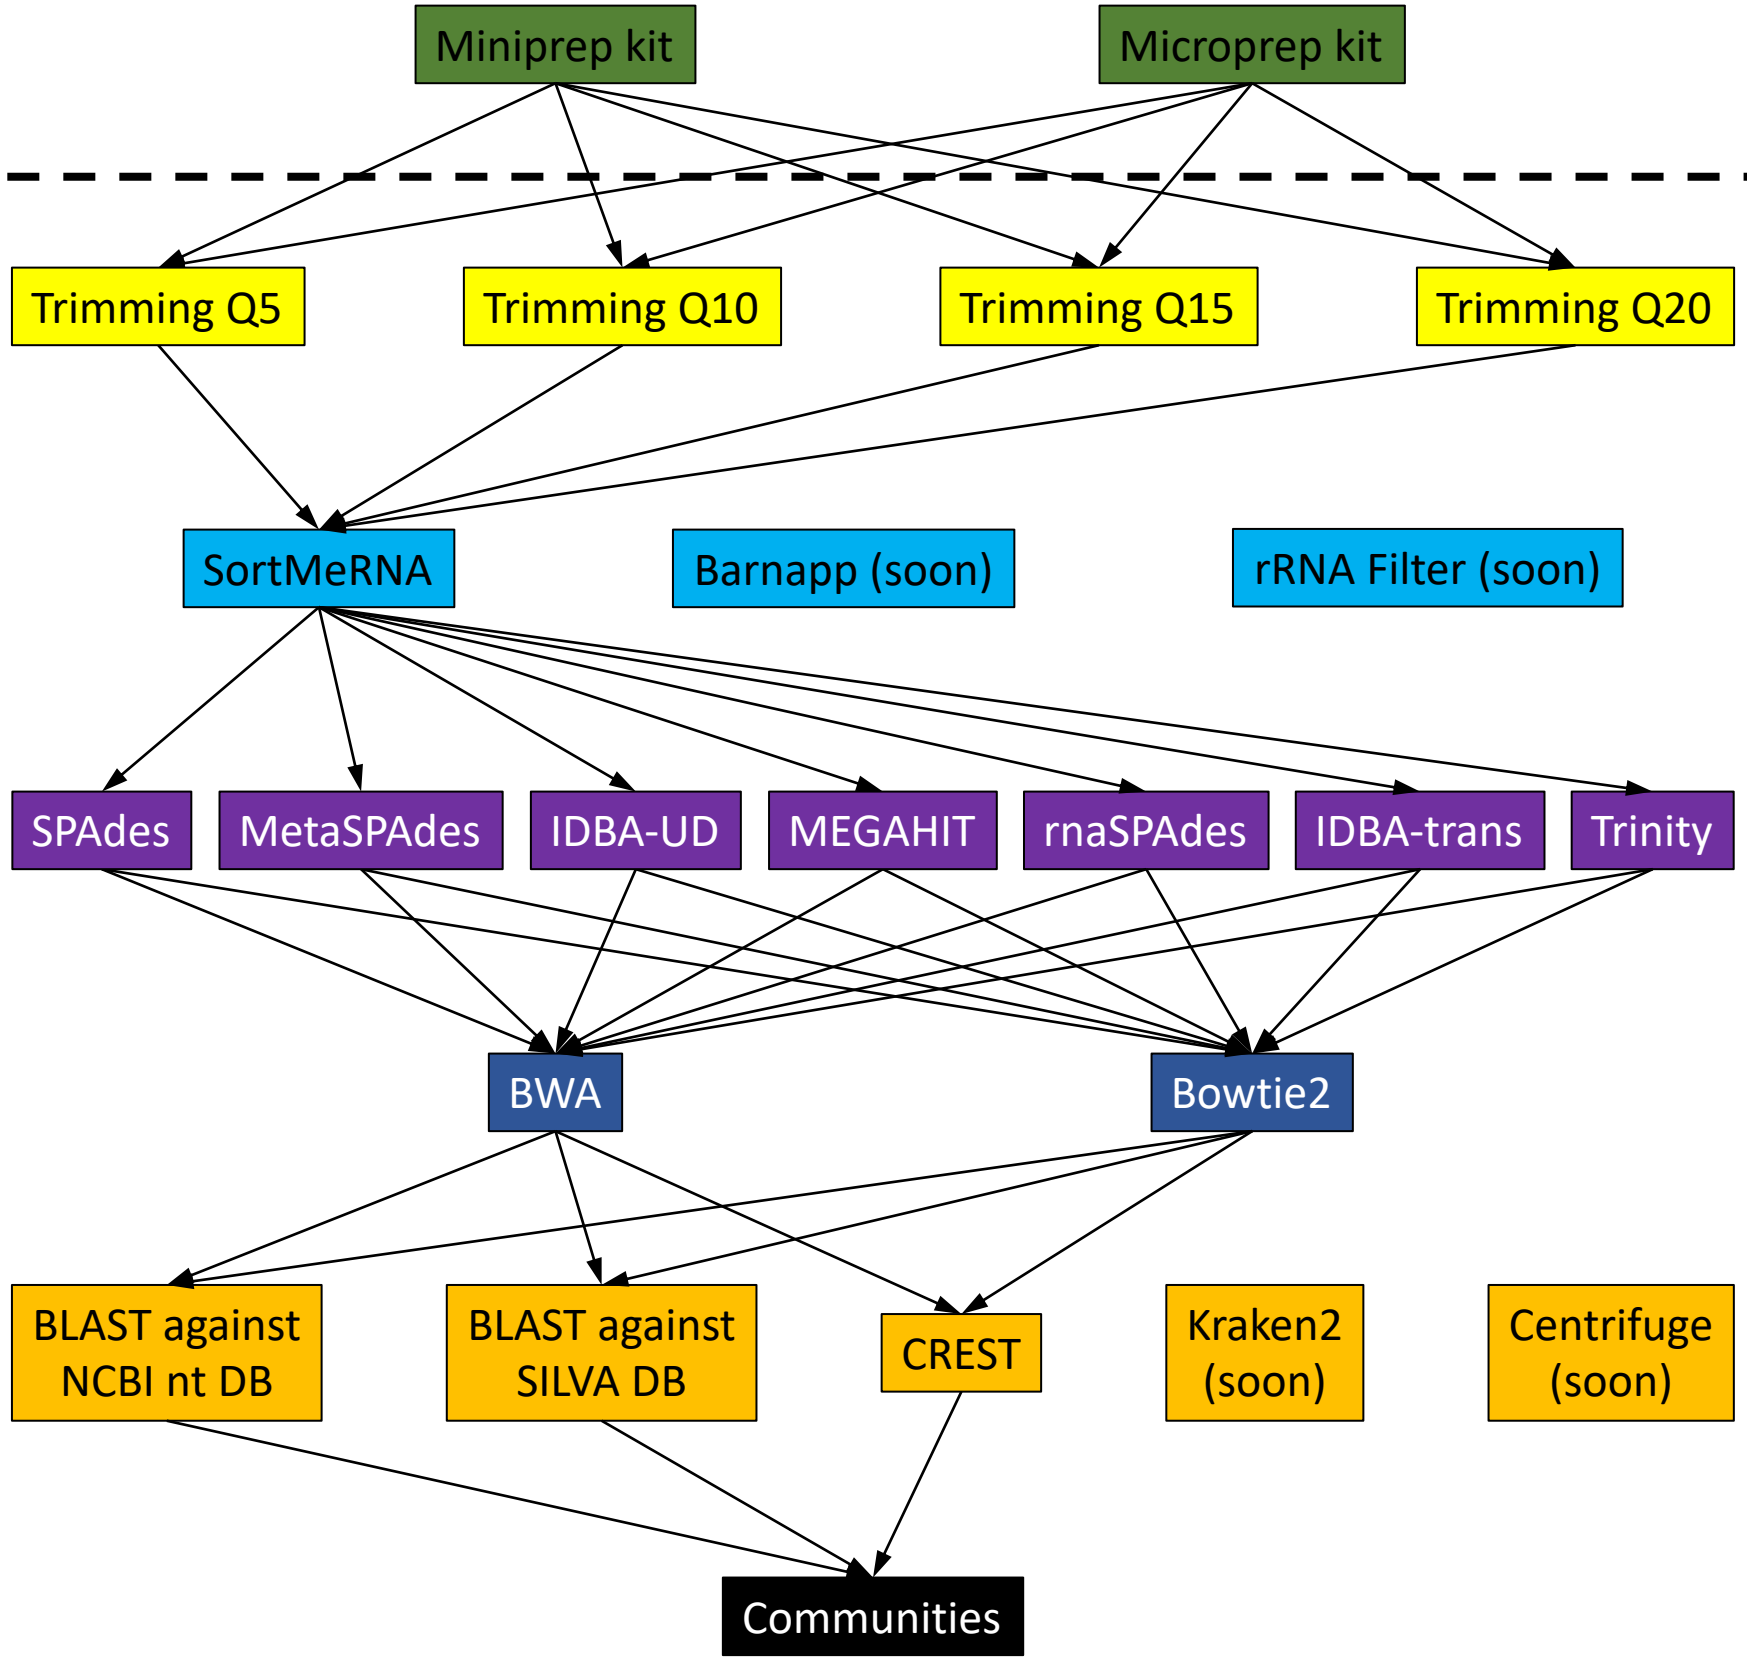 Miniprep kit
Microprep kit
Trimming Q5
Trimming Q10
Trimming Q15
Trimming Q20
SortMeRNA
Barnapp (soon)
rRNA Filter (soon)
SPAdes
MetaSPAdes
IDBA-UD
MEGAHIT
rnaSPAdes
IDBA-trans
Trinity
BWA
Bowtie2
BLAST against
NCBI nt DB
BLAST against
SILVA DB
CREST
Kraken2
(soon)
Centrifuge
(soon)
Communities